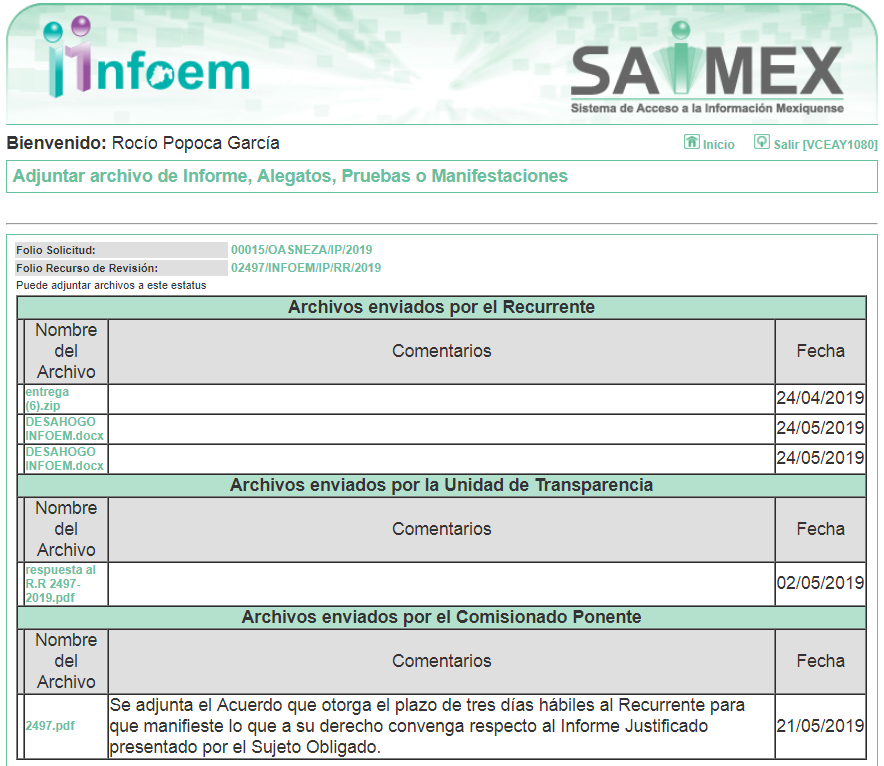 infoem
SAIMEX
Sistema de Acceso a la Información Mexiquense
Bienvenido: Rocío Popoca García
Inicio
Salir [VCEAY1080]
Adjuntar archivo de Informe, Alegatos, Pruebas o Manifestaciones
Folio Solicitud: 00015/OASNEZA/IP/2019
Folio Recurso de Revisión: 02497/INFOEM/IP/RR/2019
Puede adjuntar archivos a este estatus
Archivos enviados por el Recurrente
Nombre
del
Archivo
Comentarios
Fecha
entrega
(6).zip
24/04/2019
DESAHOGO
INFOEM.docx
24/05/2019
DESAHOGO
INFOEM.docx
24/05/2019
Archivos enviados por la Unidad de Transparencia
Nombre
del
Archivo
Comentarios
Fecha
respuesta al
R.R 2497-
2019.pdf
02/05/2019
Archivos enviados por el Comisionado Ponente
Nombre
del
Archivo
Comentarios
Fecha
2497.pdf
Se adjunta el Acuerdo que otorga el plazo de tres días hábiles al Recurrente para
que manifieste lo que a su derecho convenga respecto al Informe Justificado
presentado por el Sujeto Obligado.
21/05/2019